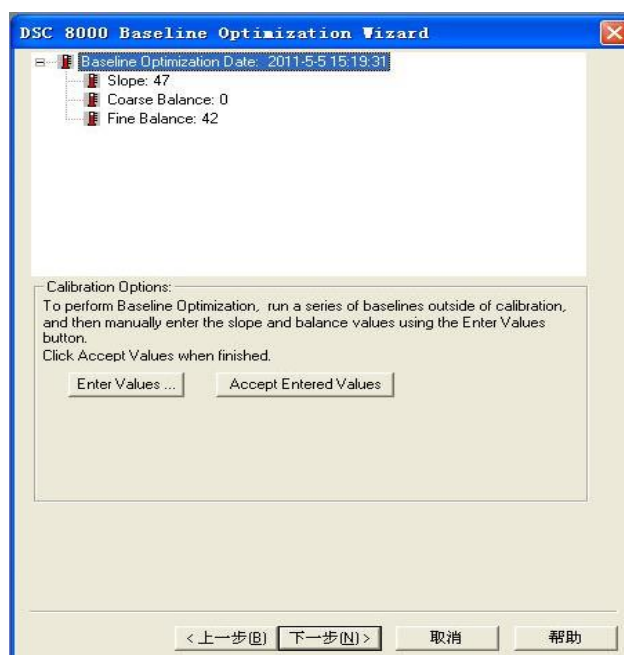 DSC 8000 Baseline Optimization Wizard
Baseline Optimization Date: 2011-5-5 15:19:31
Slope: 47
Coarse Balance: 0
Fine Balance: 42
Calibration Options:
To perform Baseline Optimization, run a series of baselines outside of calibration,
and then manually enter the slope and balance values using the Enter Values
button.
Click Accept Values when finished.
Enter Values ...
Accept Entered Values
< 上一步(B)
下一步(N) >
取消
帮助